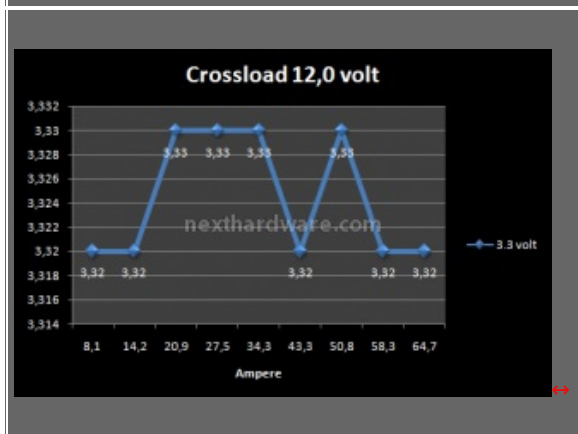 Crossload 12,0 volt
3,332
3,33
3,328
3,326
3,324
3,322
3,32
3,318
3,316
3,314
3,33 3,33 3,33 3,33
nexthardware.com
3,32 3,32 3,32 3,32 3,32
3.3 volt
8,1 14,2 20,9 27,5 34,3 43,3 50,8 58,3 64,7
Ampere